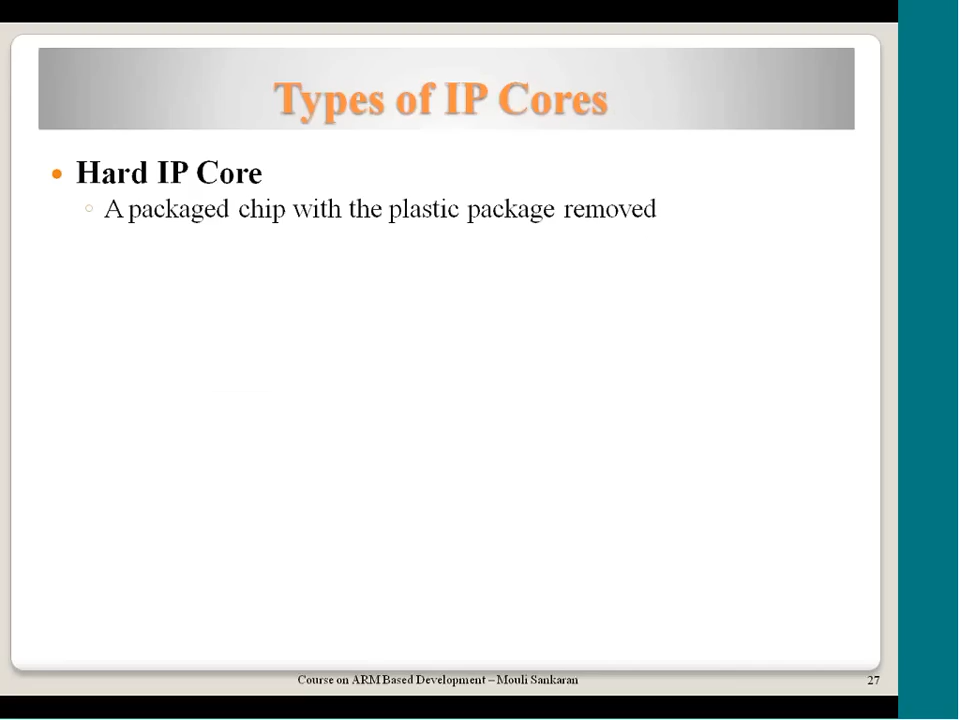 Types of IP Cores
Hard IP Core
A packaged chip with the plastic package removed
Course on ARM Based Development – Mouli Sankaran
27